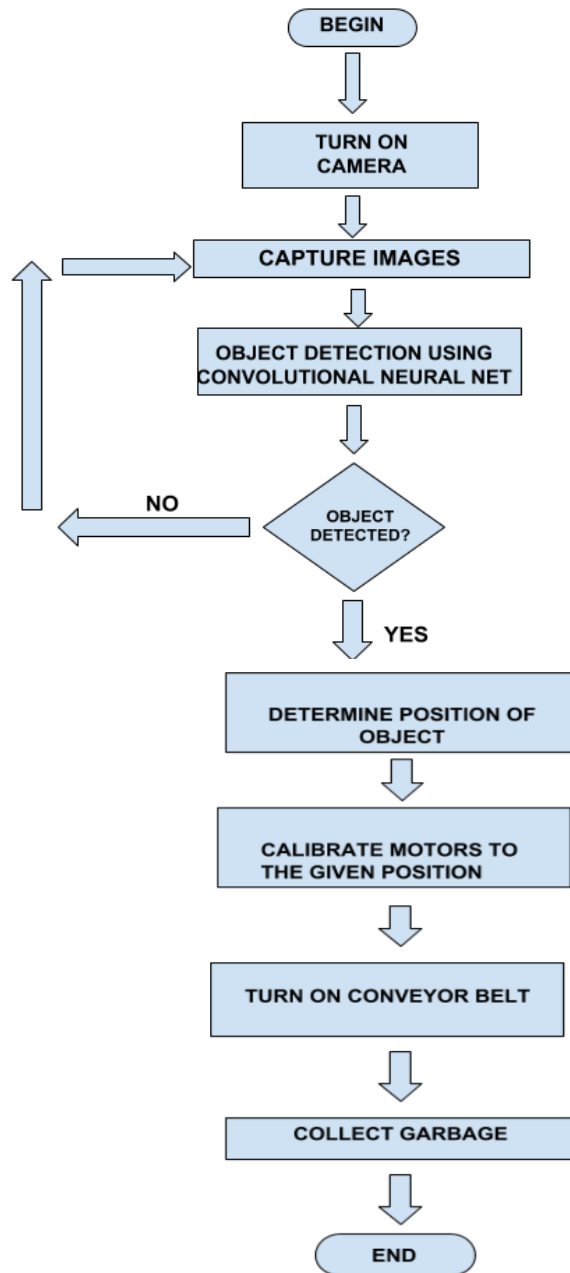 BEGIN
TURN ON
CAMERA
CAPTURE IMAGES
OBJECT DETECTION USING
CONVOLUTIONAL NEURAL NET
OBJECT
DETECTED?
NO
YES
DETERMINE POSITION OF
OBJECT
CALIBRATE MOTORS TO
THE GIVEN POSITION
TURN ON CONVEYOR BELT
COLLECT GARBAGE
END